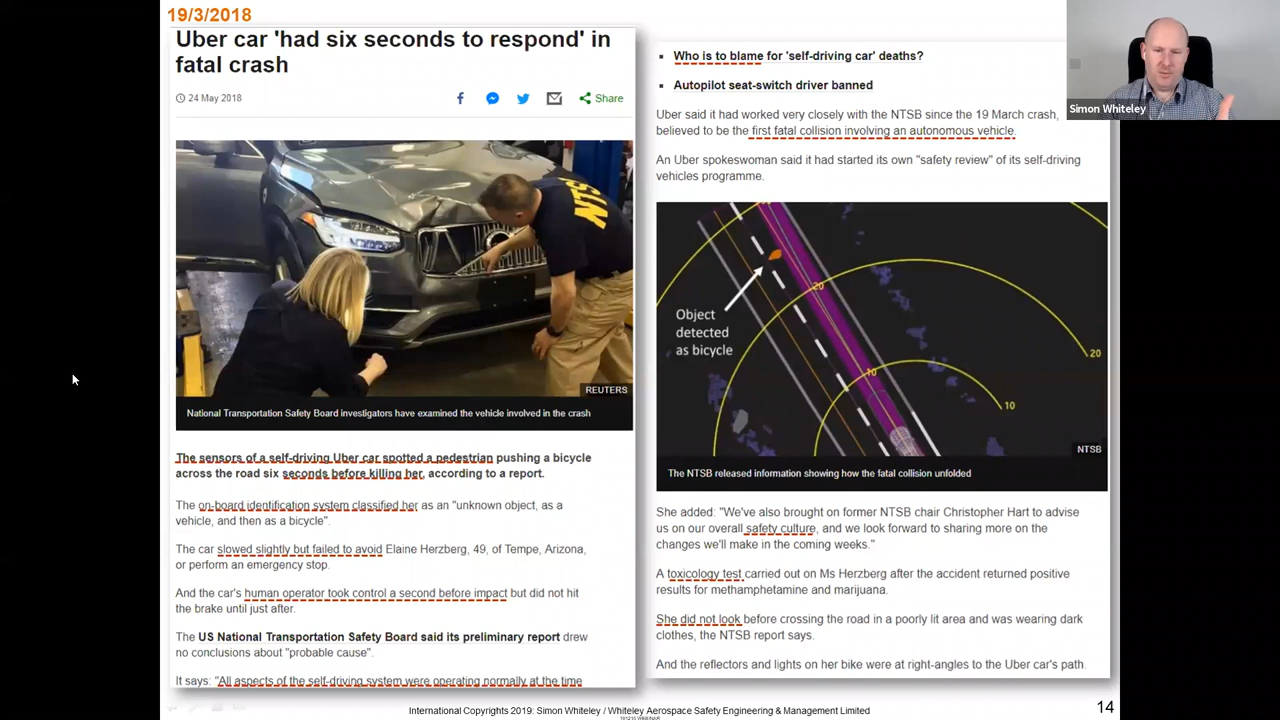 19/3/2018
Uber car 'had six seconds to respond' in
fatal crash
24 May 2018
Share
NTSB
REUTERS
National Transportation Safety Board investigators have examined the vehicle involved in the crash
The sensors of a self-driving Uber car spotted a pedestrian pushing a bicycle
across the road six seconds before killing her, according to a report.
The on-board identification system classified her as an "unknown object, as a
vehicle, and then as a bicycle".
The car slowed slightly but failed to avoid Elaine Herzberg, 49, of Tempe, Arizona,
or perform an emergency stop.
And the car's human operator took control a second before impact but did not hit
the brake until just after.
The US National Transportation Safety Board said its preliminary report drew
no conclusions about "probable cause".
It says: "All aspects of the self-driving system were operating normally at the time
Who is to blame for 'self-driving car' deaths?
Autopilot seat-switch driver banned
Uber said it had worked very closely with the NTSB since the 19 March crash,
believed to be the first fatal collision involving an autonomous vehicle.
An Uber spokeswoman said it had started its own "safety review" of its self-driving
vehicles programme.
Object
detected
as bicycle
20
10
20
10
NTSB
The NTSB released information showing how the fatal collision unfolded
She added: "We've also brought on former NTSB chair Christopher Hart to advise
us on our overall safety culture, and we look forward to sharing more on the
changes we'll make in the coming weeks."
A toxicology test carried out on Ms Herzberg after the accident returned positive
results for methamphetamine and marijuana.
She did not look before crossing the road in a poorly lit area and was wearing dark
clothes, the NTSB report says.
And the reflectors and lights on her bike were at right-angles to the Uber car's path.
Simon Whiteley
International Copyrights 2019: Simon Whiteley / Whiteley Aerospace Safety Engineering & Management Limited
14